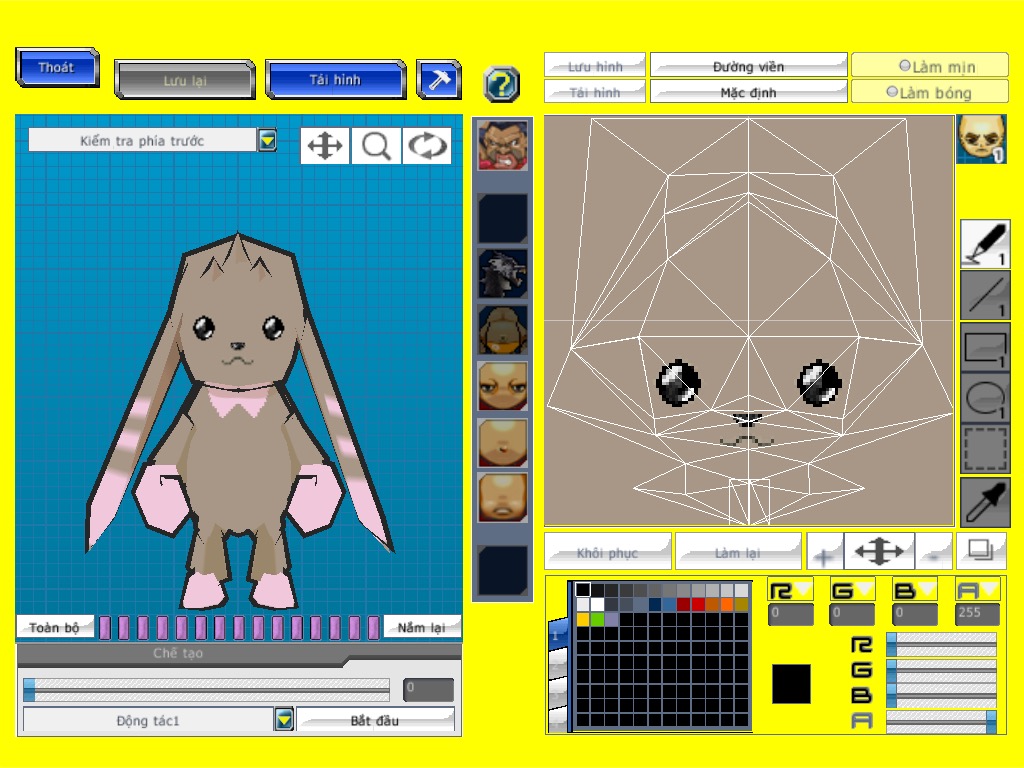 Thoát
Lưu lại
Tải hình
Lưu hình
Đường viền
Làm mịn
Tải hình
Mặc định
Làm bóng
Kiểm tra phía trước
1
1
1
1
1
Khôi phục
Làm lại
+
-
R G B A
0 0 0 255
1
R
G
B
A
Toàn bộ
Nắm lại
Chế tạo
0
Động tác1
Bắt đầu